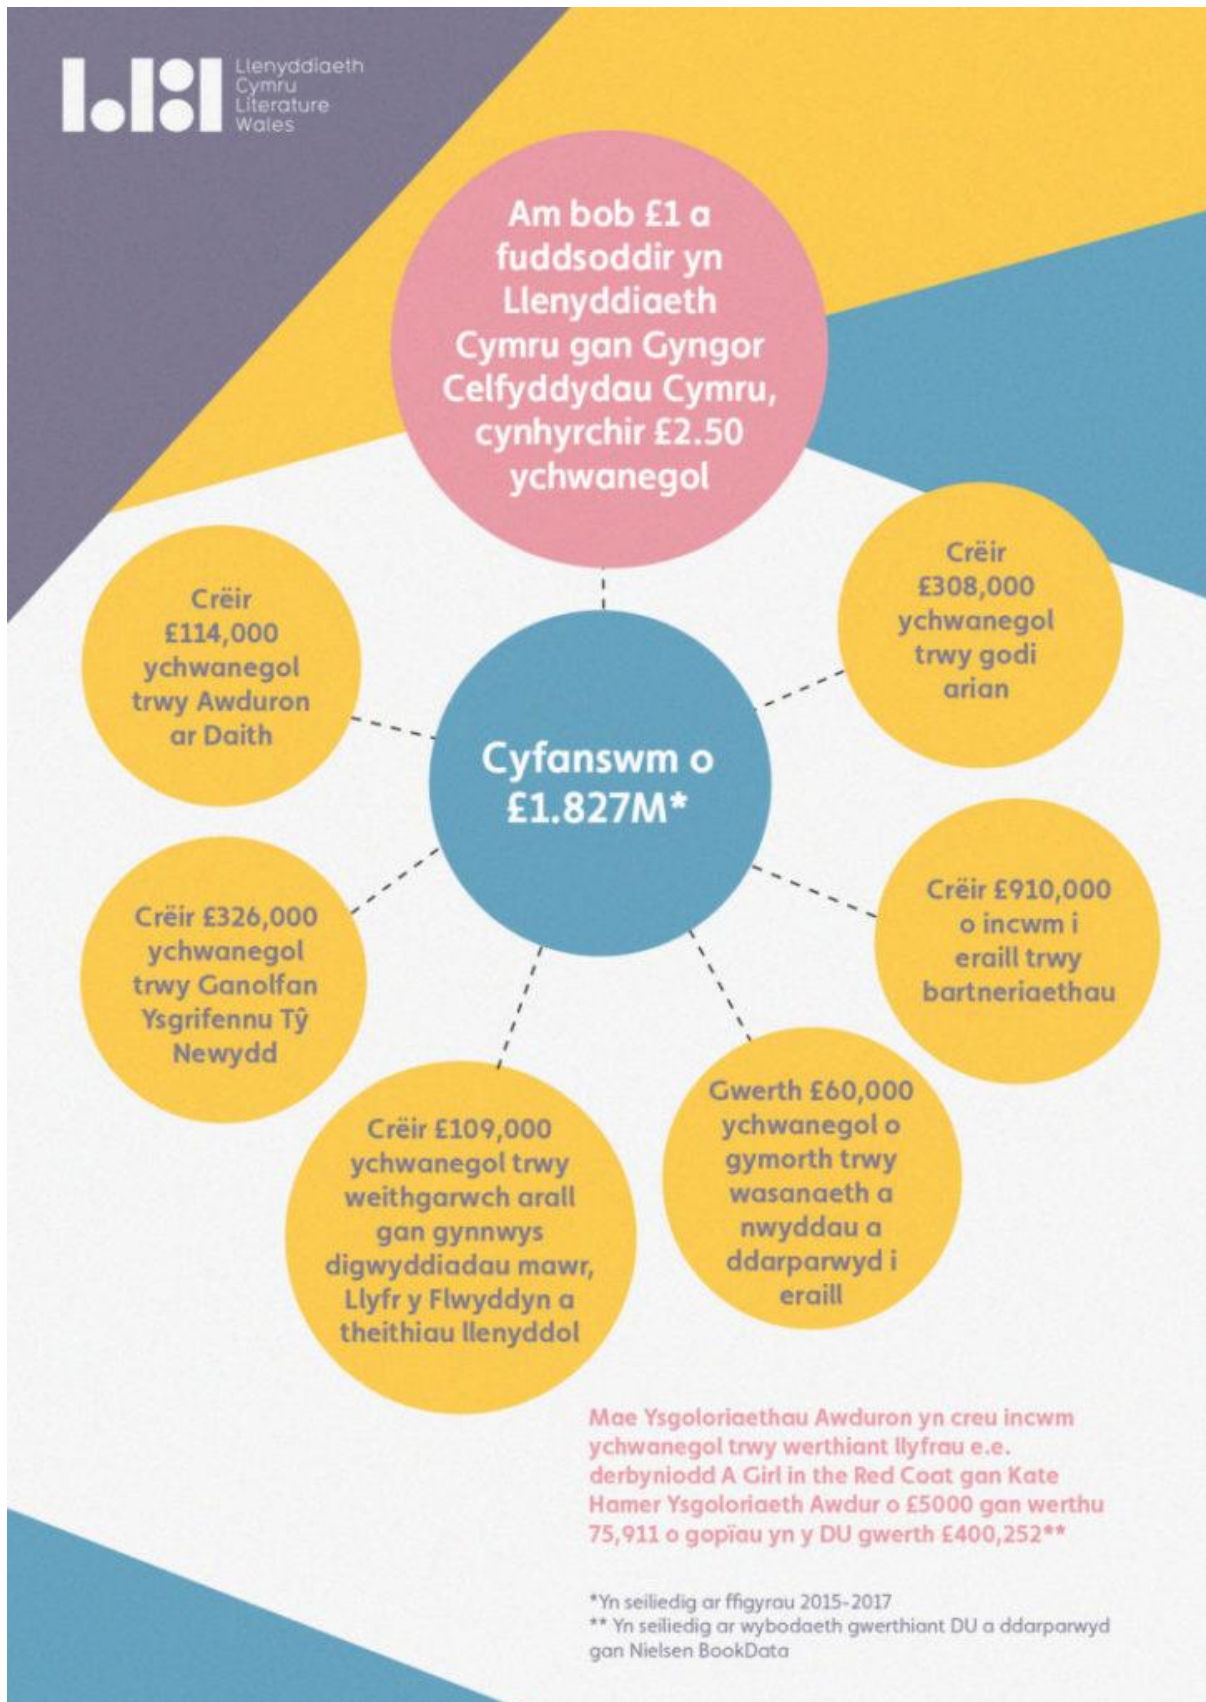 Llenyddiaeth
Cymru
Literature
Wales
Am bob £1 a
fuddsoddir yn
Llenyddiaeth
Cymru gan Gyngor
Celfyddydau Cymru,
cynhyrchir £2.50
ychwanegol
Crëir
£308,000
ychwanegol
trwy godi
arian
Crëir
£114,000
ychwanegol
trwy Awduron
ar Daith
Cyfanswm o
£1.827M*
Crëir £910,000
o incwm i
eraill trwy
bartneriaethau
Crëir £326,000
ychwanegol
trwy Ganolfan
Ysgrifennu Tŷ
Newydd
Gwerth £60,000
ychwanegol o
gymorth trwy
wasanaeth a
nwyddau a
ddarparwyd i
eraill
Crëir £109,000
ychwanegol trwy
weithgarwch arall
gan gynnwys
digwyddiadau mawr,
Llyfr y Flwyddyn a
theithiau llenyddol
Mae Ysgoloriaethau Awduron yn creu incwm
ychwanegol trwy werthiant llyfrau e.e.
derbyniodd A Girl in the Red Coat gan Kate
Hamer Ysgoloriaeth Awdur o £5000 gan werthu
75,911 o gopïau yn y DU gwerth £400,252**
*Yn seiliedig ar ffigyrau 2015-2017
** Yn seiliedig ar wybodaeth gwerthiant DU a ddarparwyd
gan Nielsen BookData